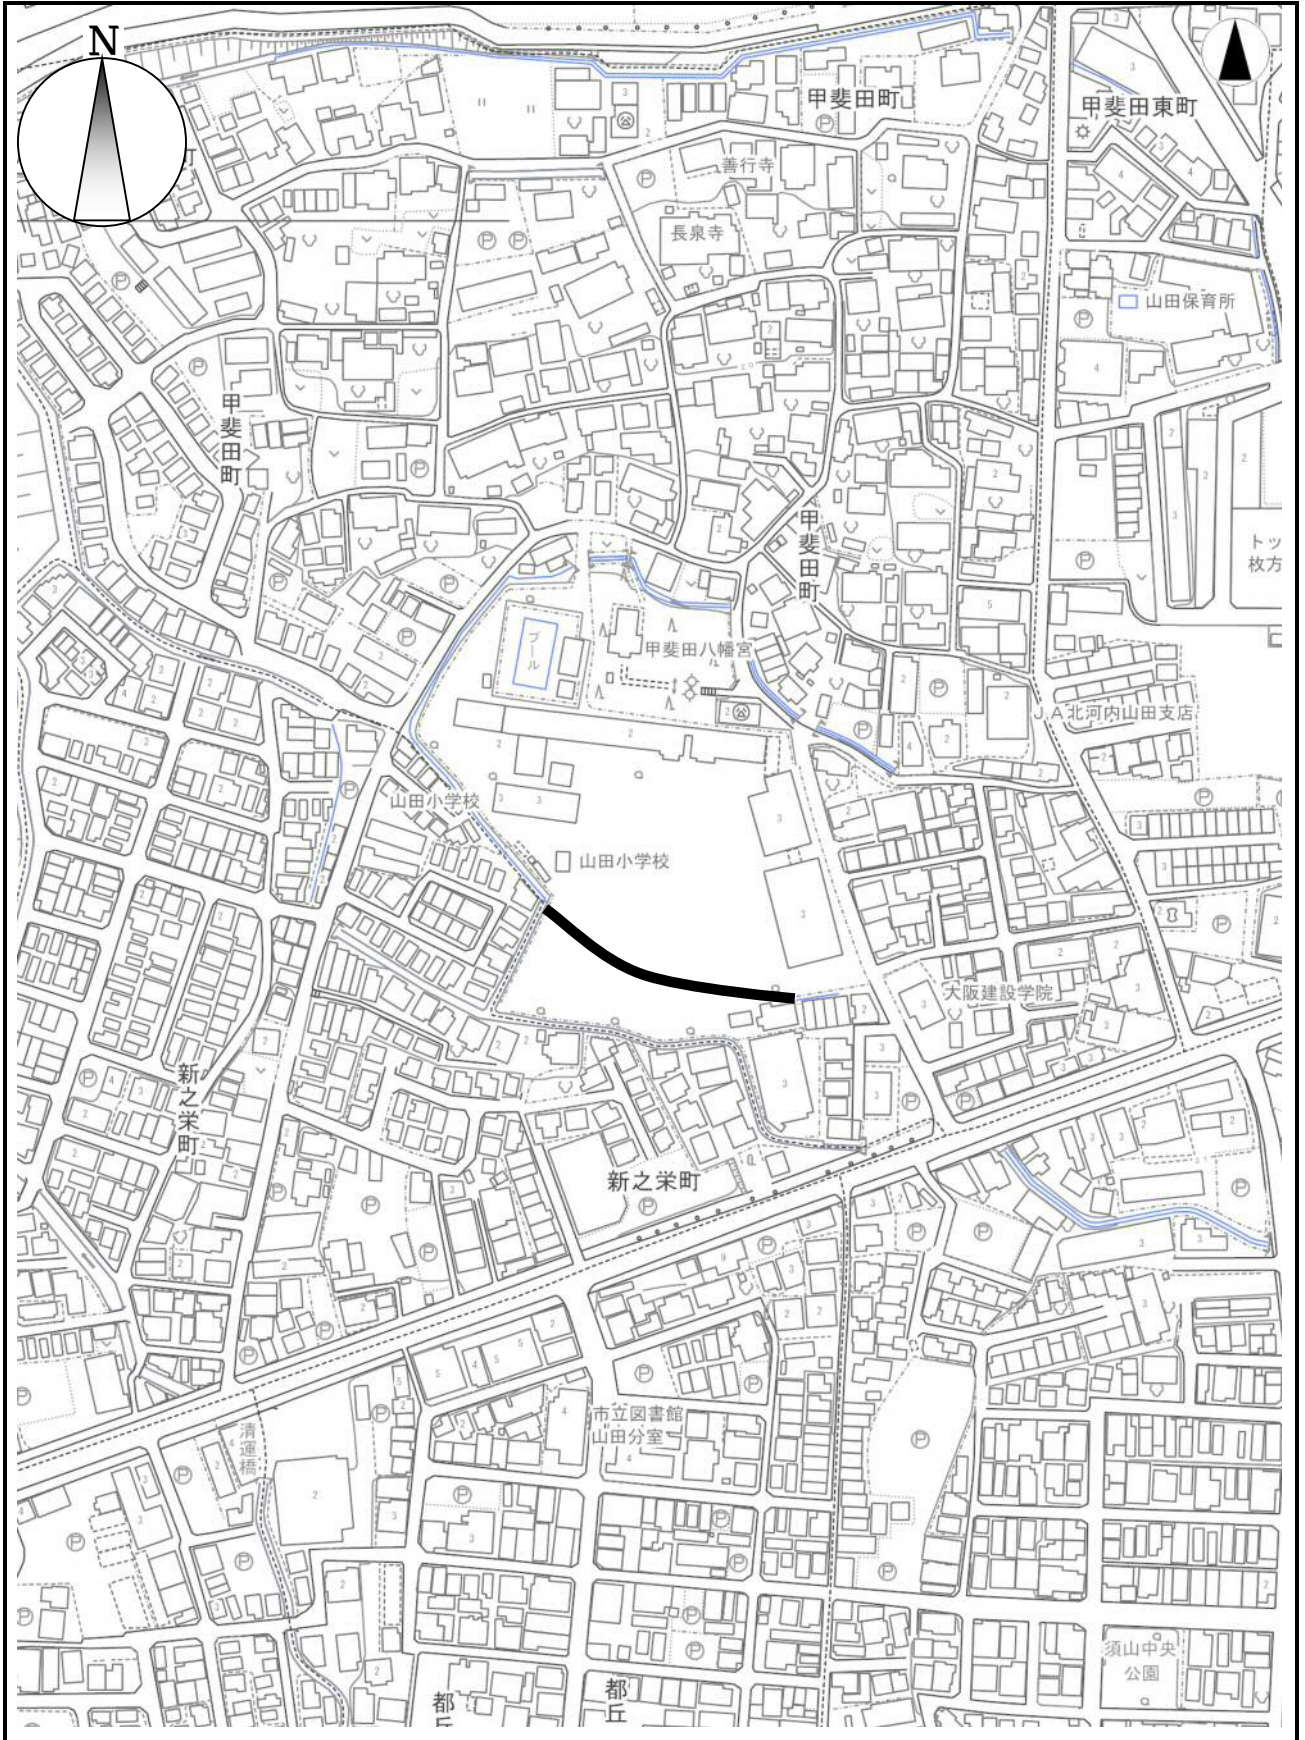 N
甲斐田町
甲斐田東町
町
善行寺
長泉寺
山田保育所
甲斐田町
甲斐田町
トッ
枚方
プール
甲斐田八幡宮
JA北河内山田支店
山田小学校
山田小学校
大阪建設学院
新之栄町
新之栄町
市立図書館
山田分室
清運橋
須山中央
公園
都丘
都丘